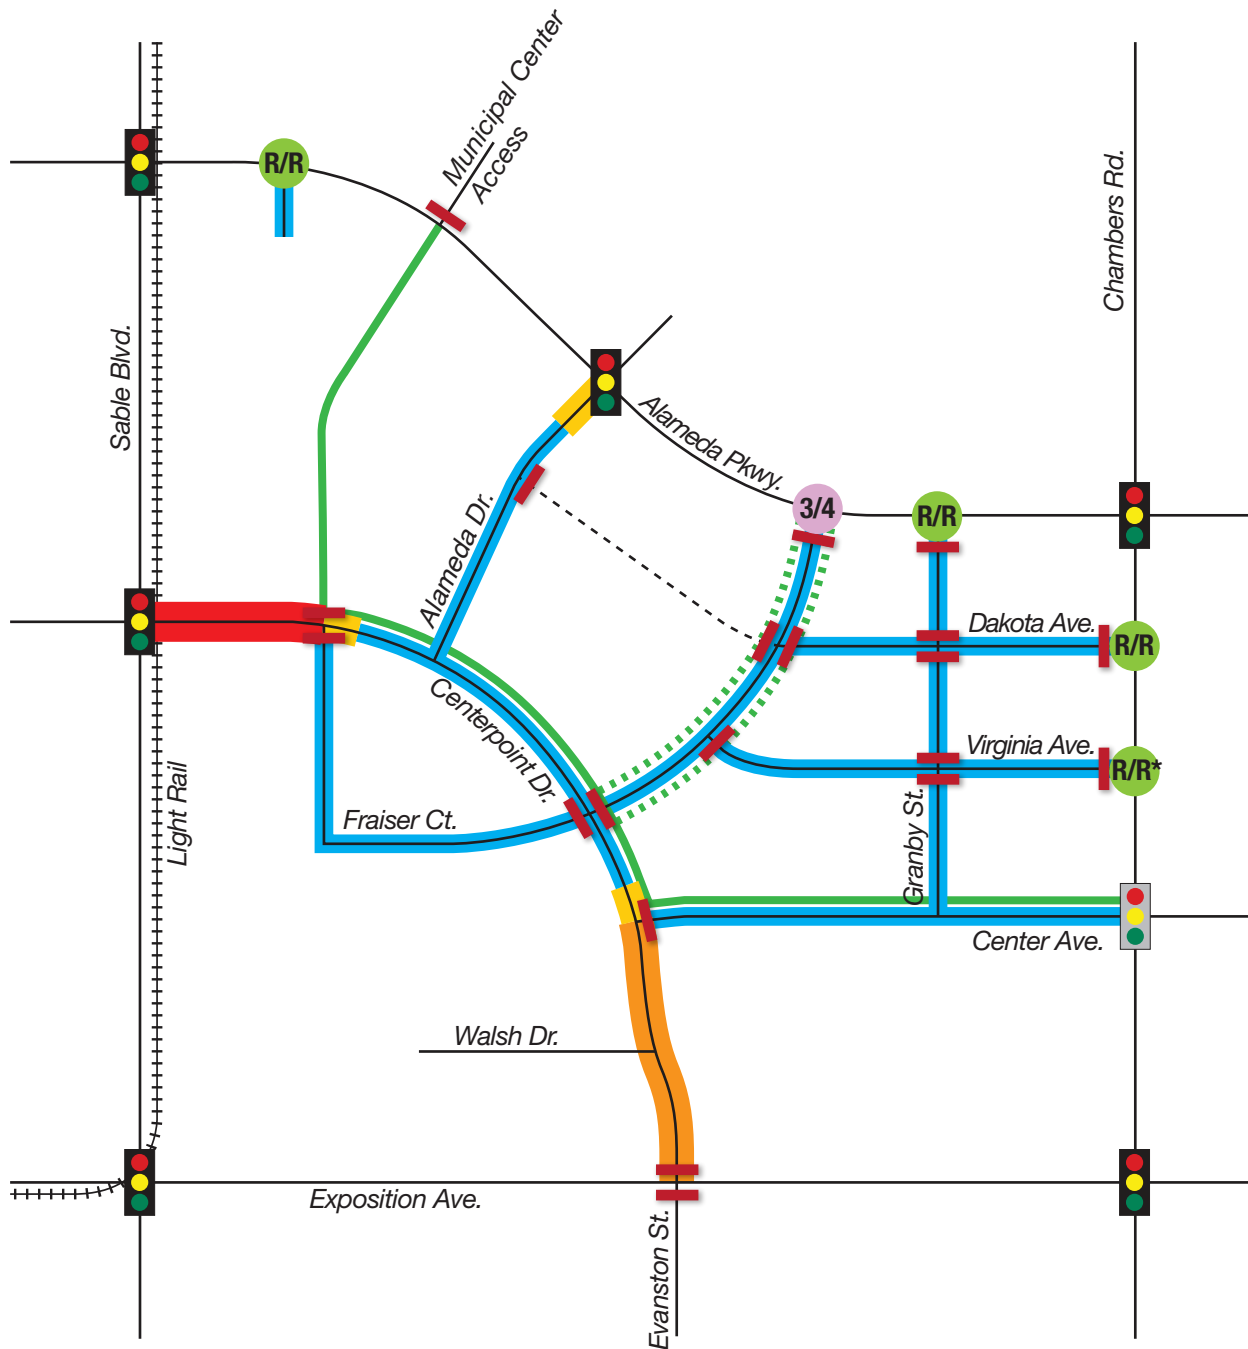 Municipal Center
Access
R/R
Chambers Rd.
Sable Blvd.
Alameda Pkwy.
3/4
R/R
Alameda Dr.
Dakota Ave.
R/R
Centerpoint Dr.
Virginia Ave.
R/R*
Light Rail
Fraiser Ct.
Granby St.
Center Ave.
Walsh Dr.
Exposition Ave.
Evanston St.